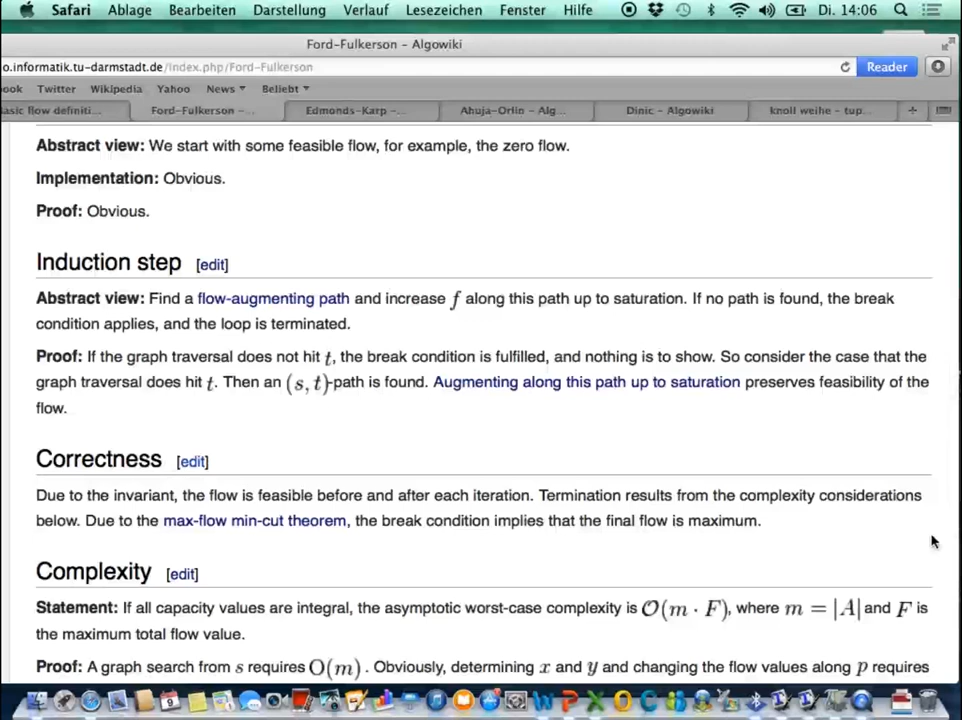 Safari Ablage Bearbeiten Darstellung Verlauf Lesezeichen Fenster Hilfe Di. 14:06
Ford-Fulkerson – Algowiki
o.informatik.tu-darmstadt.de/index.php/Ford-Fulkerson Reader
ook Twitter Wikipedia Yahoo News Beliebt
asic flow definiti... Ford-Fulkerson –... Edmonds-Karp –... Ahuja-Orlin – Alg... Dinic – Algowiki knoll weihe – tup...
Abstract view: We start with some feasible flow, for example, the zero flow.
Implementation: Obvious.
Proof: Obvious.
Induction step [edit]
Abstract view: Find a flow-augmenting path and increase f along this path up to saturation. If no path is found, the break
condition applies, and the loop is terminated.
Proof: If the graph traversal does not hit t, the break condition is fulfilled, and nothing is to show. So consider the case that the
graph traversal does hit t. Then an (s, t)-path is found. Augmenting along this path up to saturation preserves feasibility of the
flow.
Correctness [edit]
Due to the invariant, the flow is feasible before and after each iteration. Termination results from the complexity considerations
below. Due to the max-flow min-cut theorem, the break condition implies that the final flow is maximum.
Complexity [edit]
Statement: If all capacity values are integral, the asymptotic worst-case complexity is O(m · F), where m = |A| and F is
the maximum total flow value.
Proof: A graph search from s requires O(m) . Obviously, determining x and y and changing the flow values along p requires